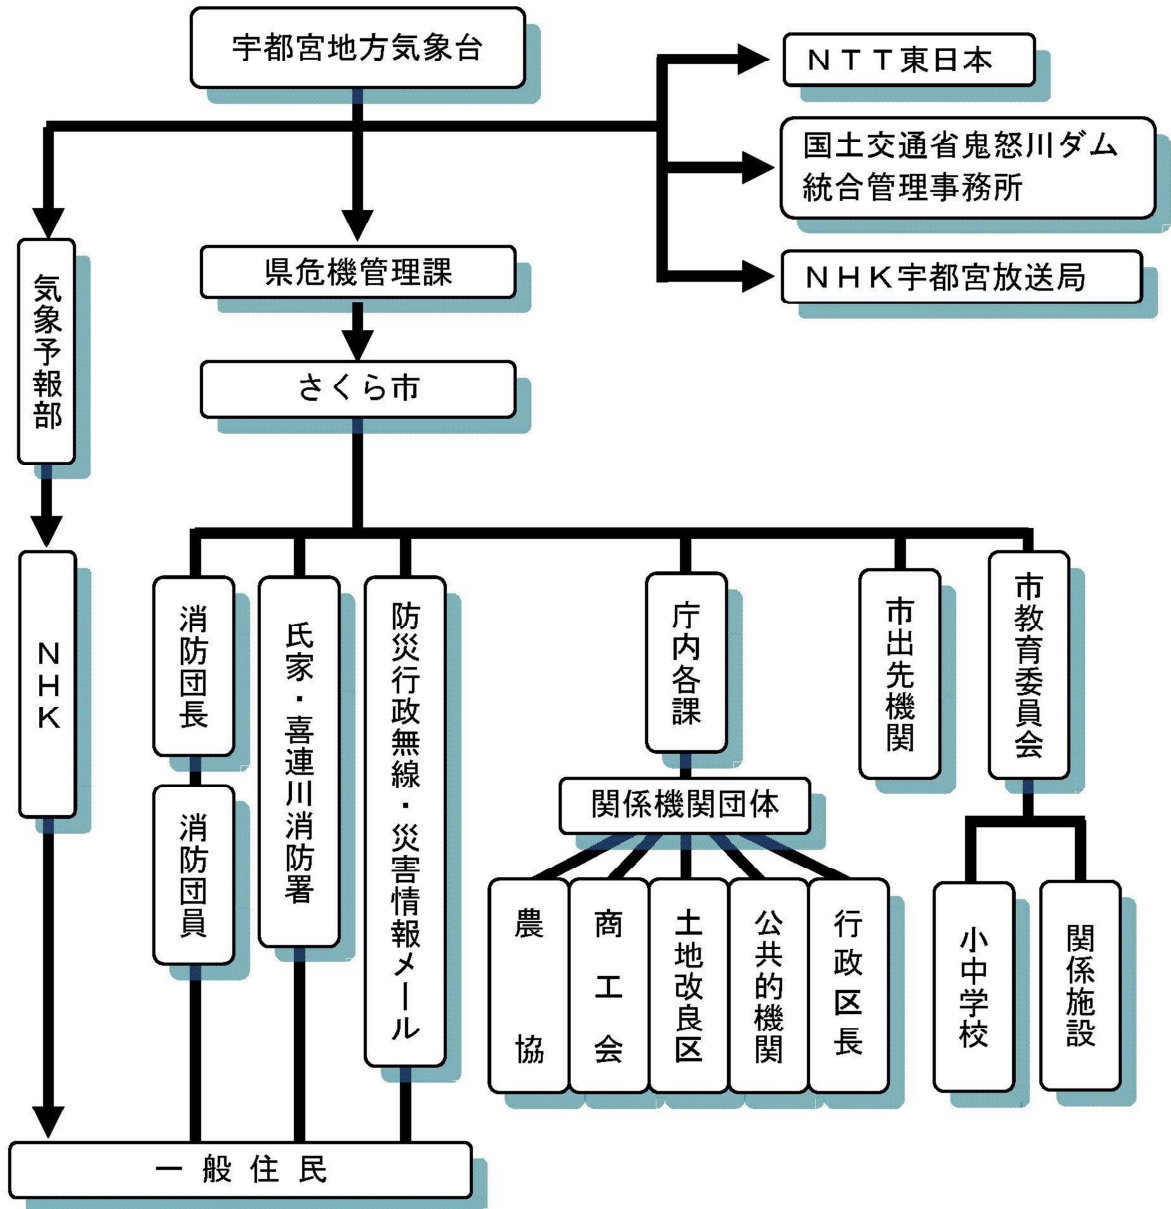 宇都宮地方気象台
ＮＴＴ東日本
国土交通省鬼怒川ダム
統合管理事務所
ＮＨＫ宇都宮放送局
県危機管理課
さくら市
気象予報部
ＮＨＫ
消防団長
消防団員
氏家・喜連川消防署
防災行政無線・災害情報メール
庁内各課
関係機関団体
農協
商工会
土地改良区
公共的機関
行政区長
市出先機関
市教育委員会
小中学校
関係施設
一般住民